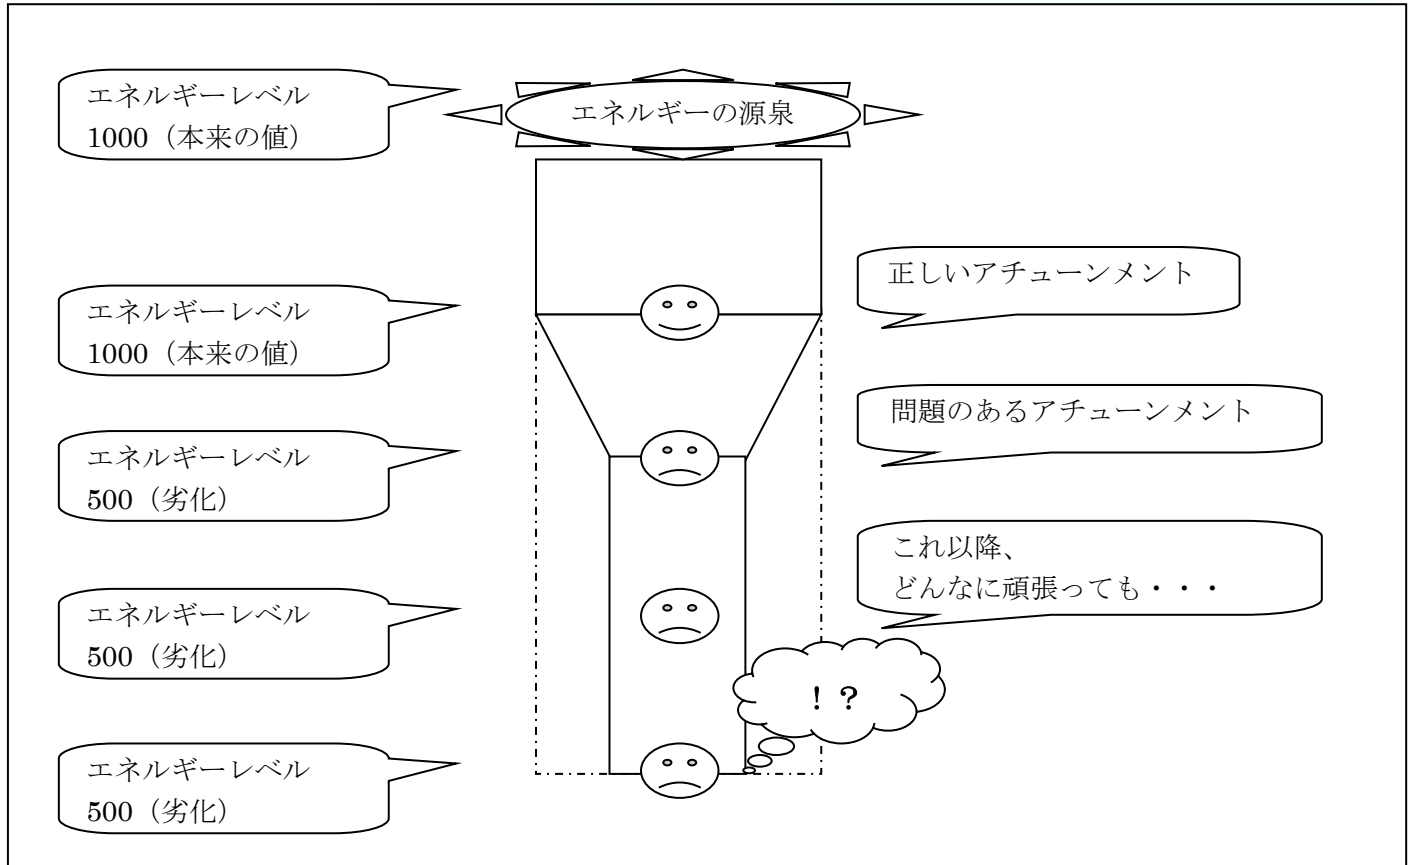 エネルギーレベル
1000（本来の値）
エネルギーの源泉
エネルギーレベル
1000（本来の値）
正しいアチューンメント
エネルギーレベル
500（劣化）
問題のあるアチューンメント
これ以降、
どんなに頑張っても・・・
エネルギーレベル
500（劣化）
！？
エネルギーレベル
500（劣化）